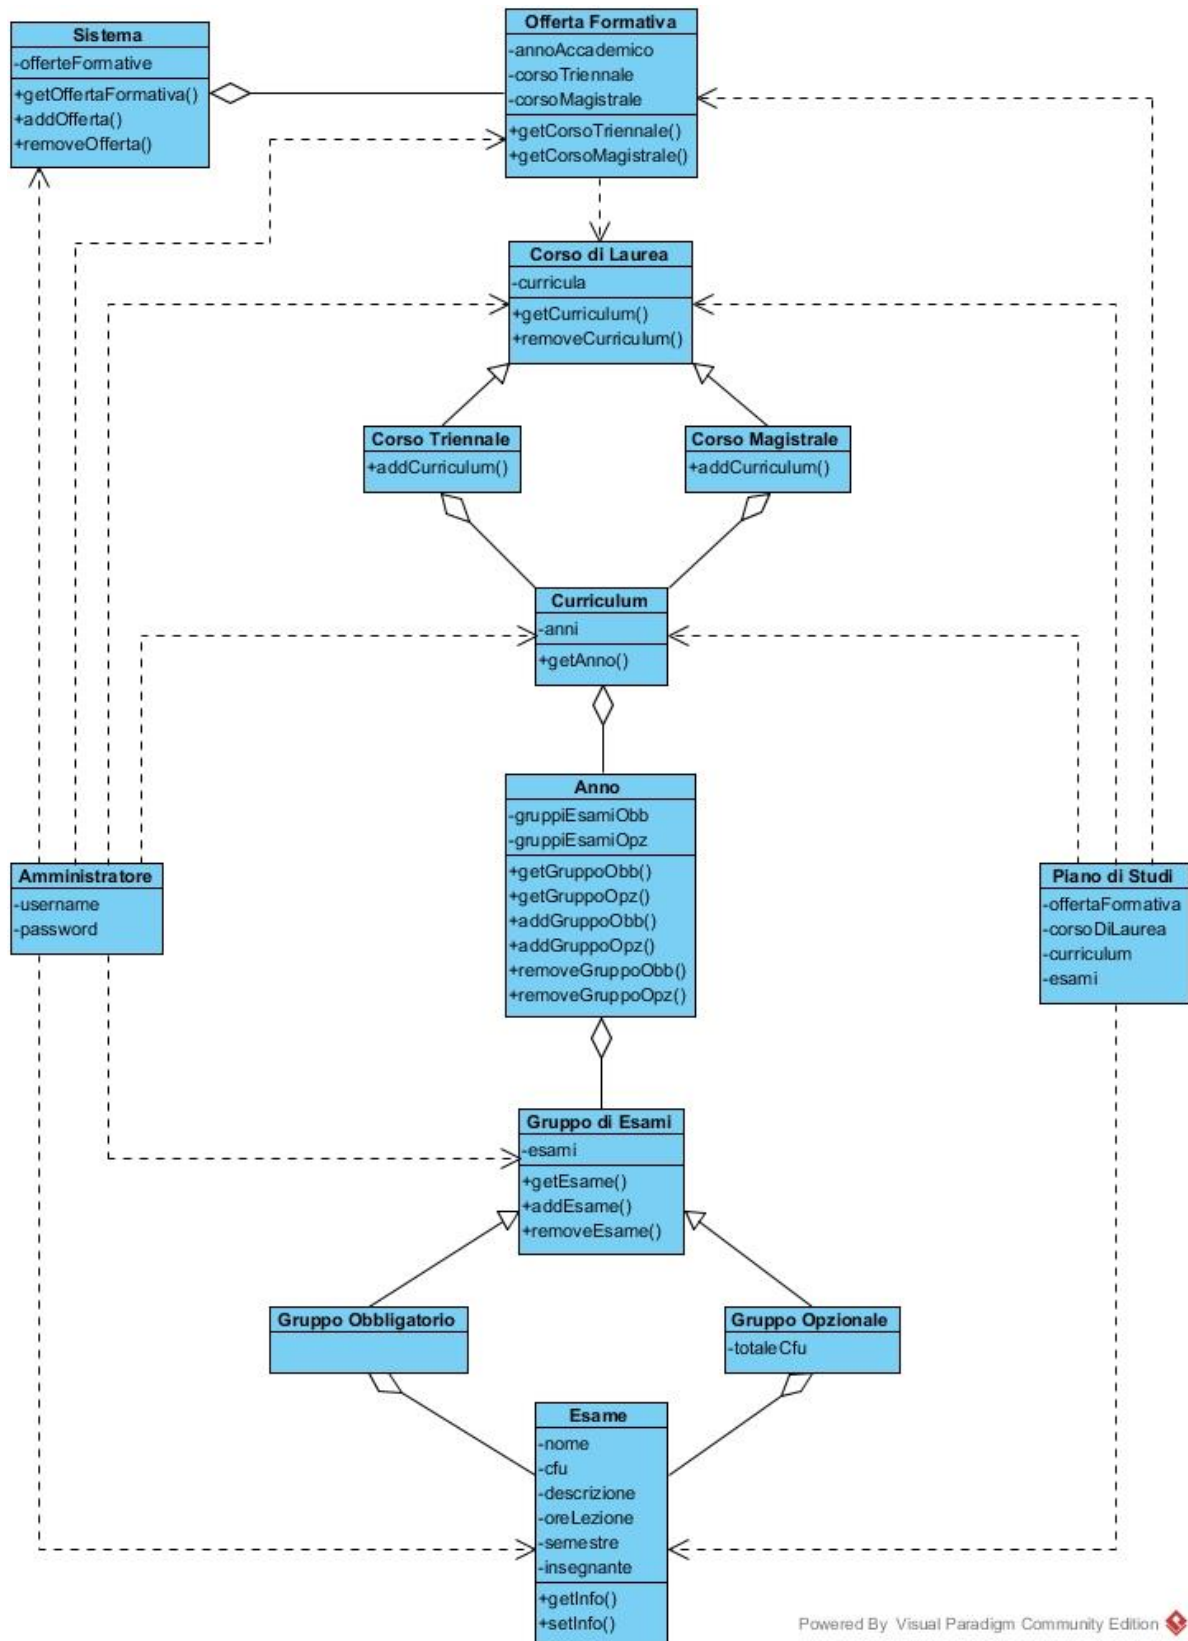 Sistema
-offerteFormative
+getOffertaFormativa()
+addOfferta()
+removeOfferta()
Offerta Formativa
-annoAccademico
-corsoTriennale
-corsoMagistrale
+getCorsoTriennale()
+getCorsoMagistrale()
Corso di Laurea
-curricula
+getCurriculum()
+removeCurriculum()
Corso Triennale
+addCurriculum()
Corso Magistrale
+addCurriculum()
Curriculum
-anni
+getAnno()
Anno
-gruppiEsamiObb
-gruppiEsamiOpz
+getGruppoObb()
+getGruppoOpz()
+addGruppoObb()
+addGruppoOpz()
+removeGruppoObb()
+removeGruppoOpz()
Amministratore
-username
-password
Piano di Studi
-offertaFormativa
-corsoDiLaurea
-curriculum
-esami
Gruppo di Esami
-esami
+getEsame()
+addEsame()
+removeEsame()
Gruppo Obbligatorio
Gruppo Opzionale
-totaleCfu
Esame
-nome
-cfu
-descrizione
-oreLezione
-semestre
-insegnante
+getInfo()
+setInfo()
Powered By Visual Paradigm Community Edition